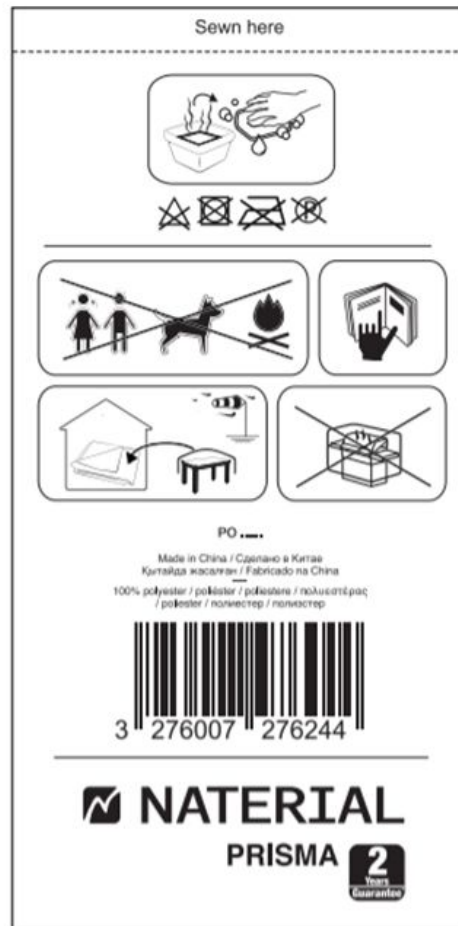 Sewn here
P
PO
Made in China / Сделано в Китае
Қытайда жасалған / Fabricado na China
100% polyester / poliéster / poliestere / πολυεστέρας
/ poliester / полиестер / полиэстер
3 276007 276244
NATERIAL
PRISMA
2
Years
Guarantee